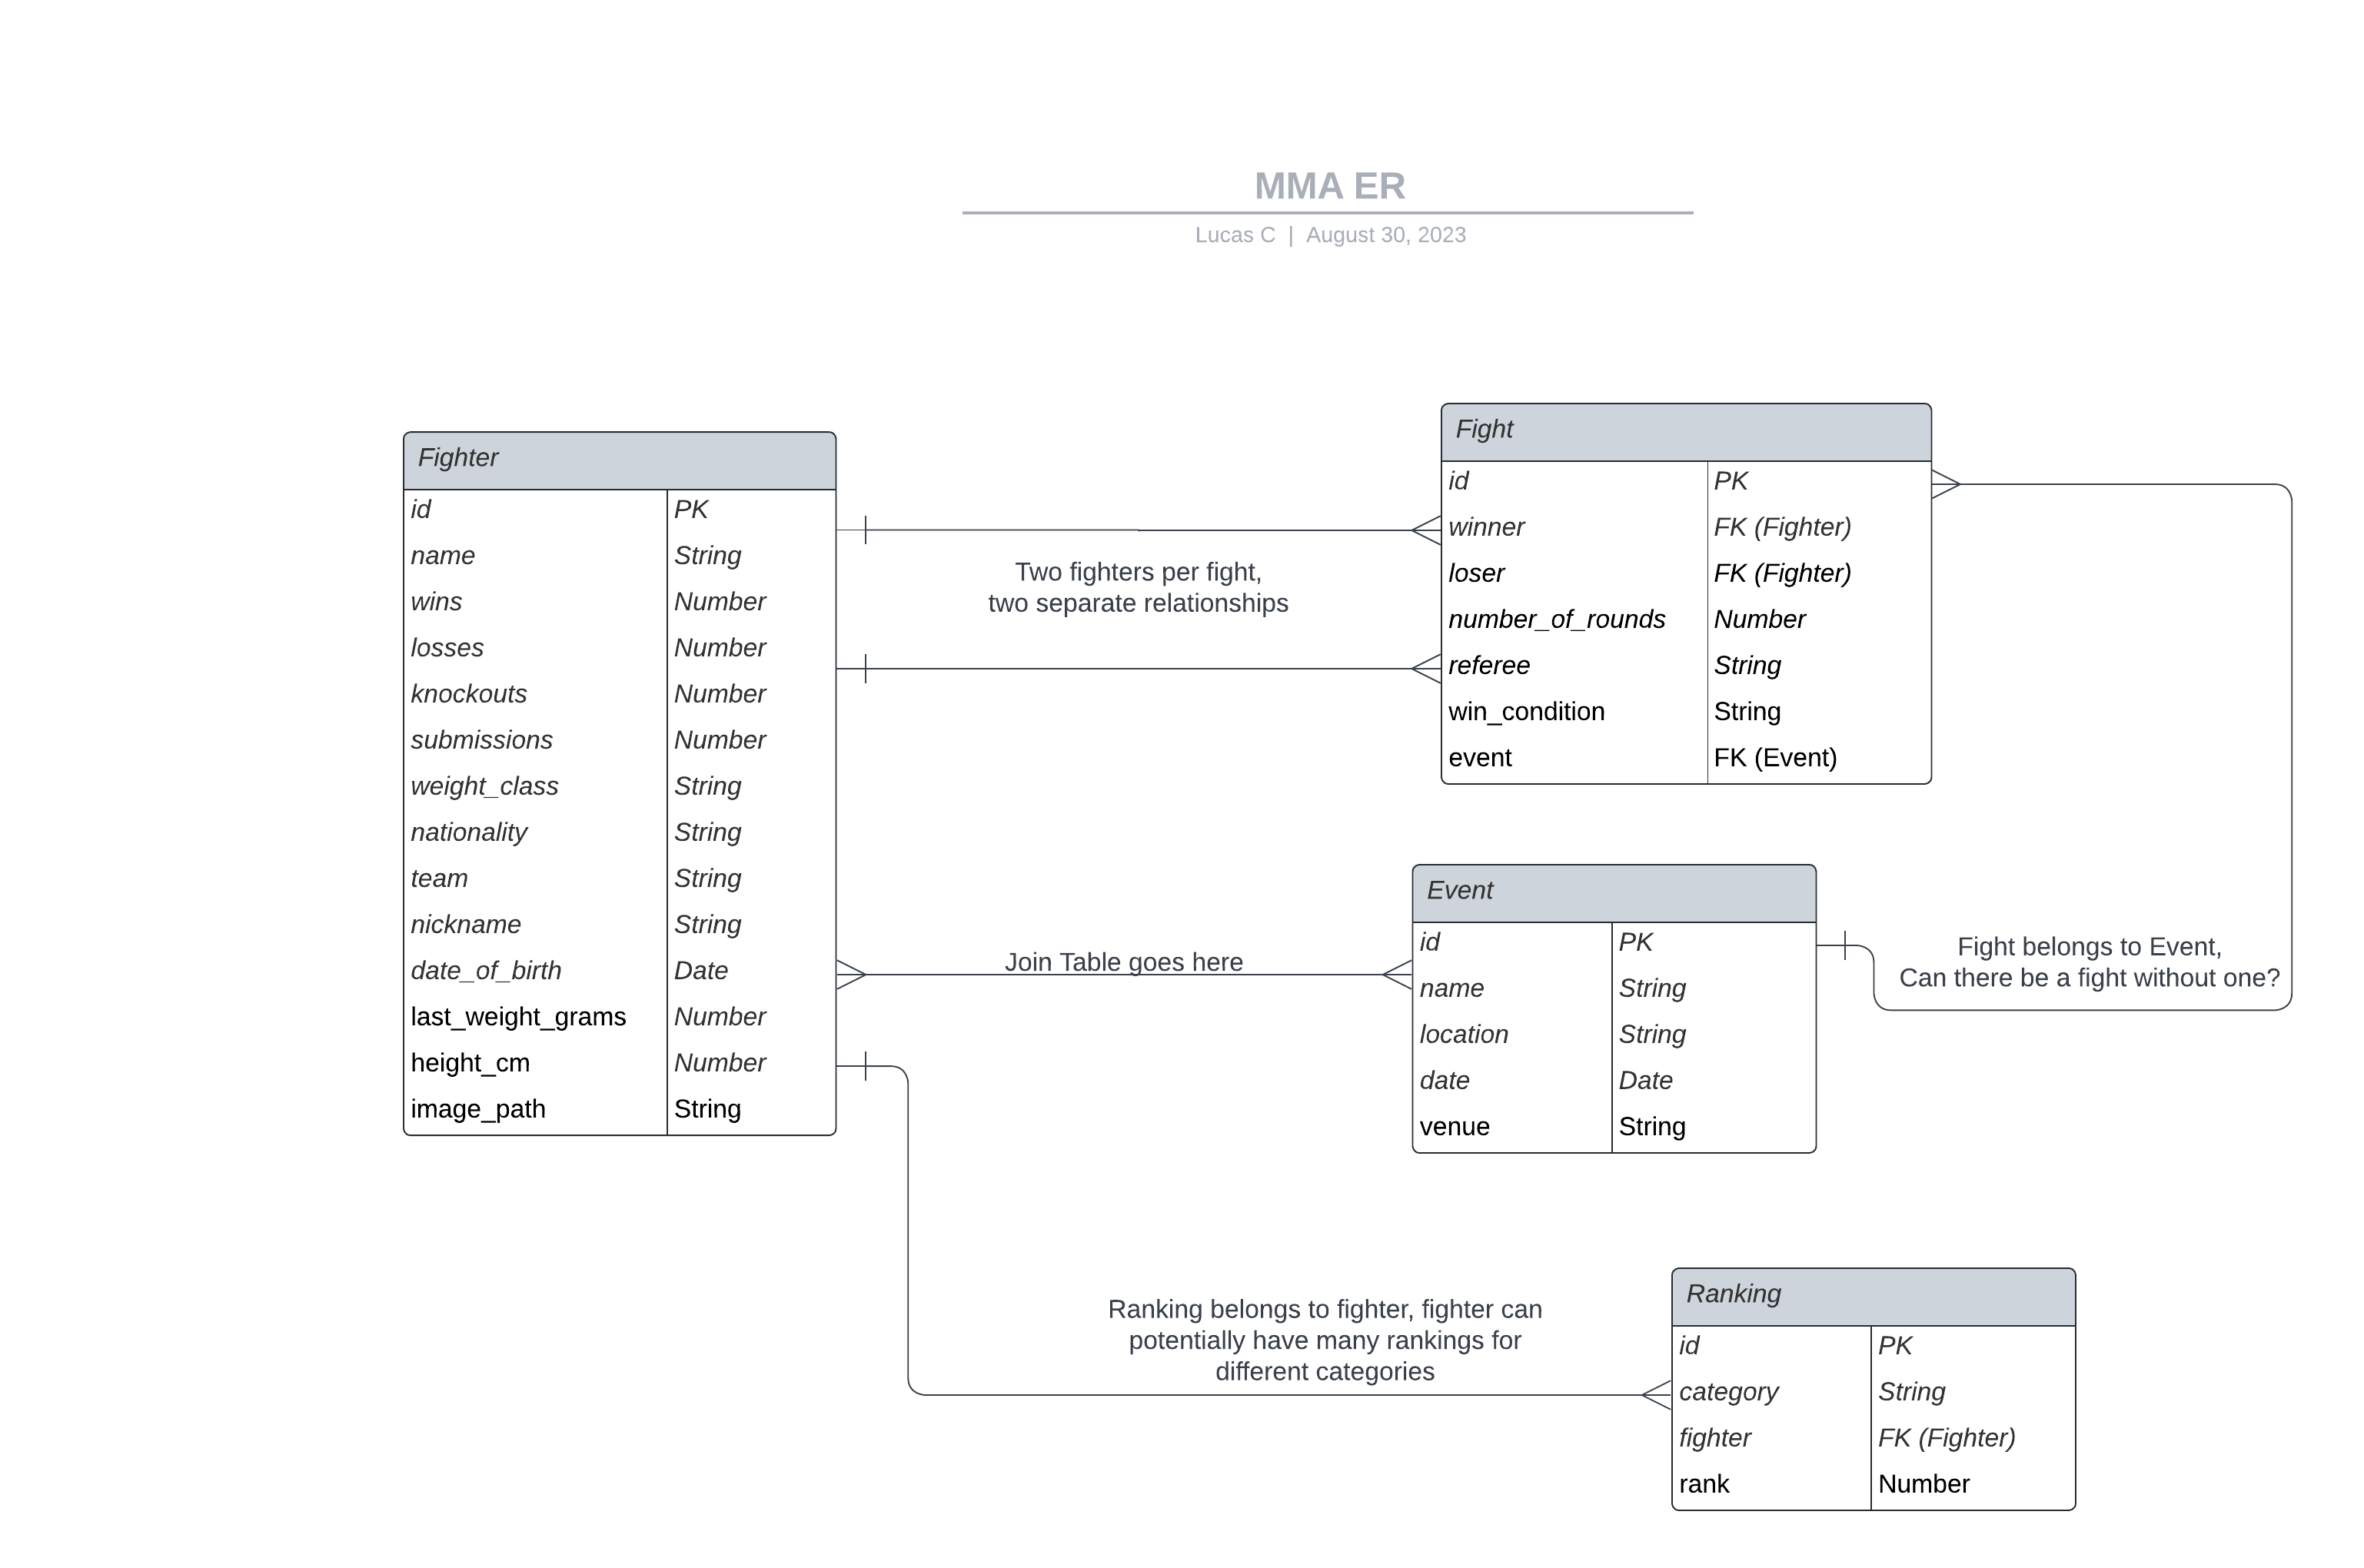 MMA ER
Lucas C | August 30, 2023
Fighter
id PK
name String
wins Number
losses Number
knockouts Number
submissions Number
weight_class String
nationality String
team String
nickname String
date_of_birth Date
last_weight_grams Number
height_cm Number
image_path String
Two fighters per fight,
two separate relationships
Fight
id PK
winner FK (Fighter)
loser FK (Fighter)
number_of_rounds Number
referee String
win_condition String
event FK (Event)
Join Table goes here
Event
id PK
name String
location String
date Date
venue String
Fight belongs to Event,
Can there be a fight without one?
Ranking belongs to fighter, fighter can
potentially have many rankings for
different categories
Ranking
id PK
category String
fighter FK (Fighter)
rank Number